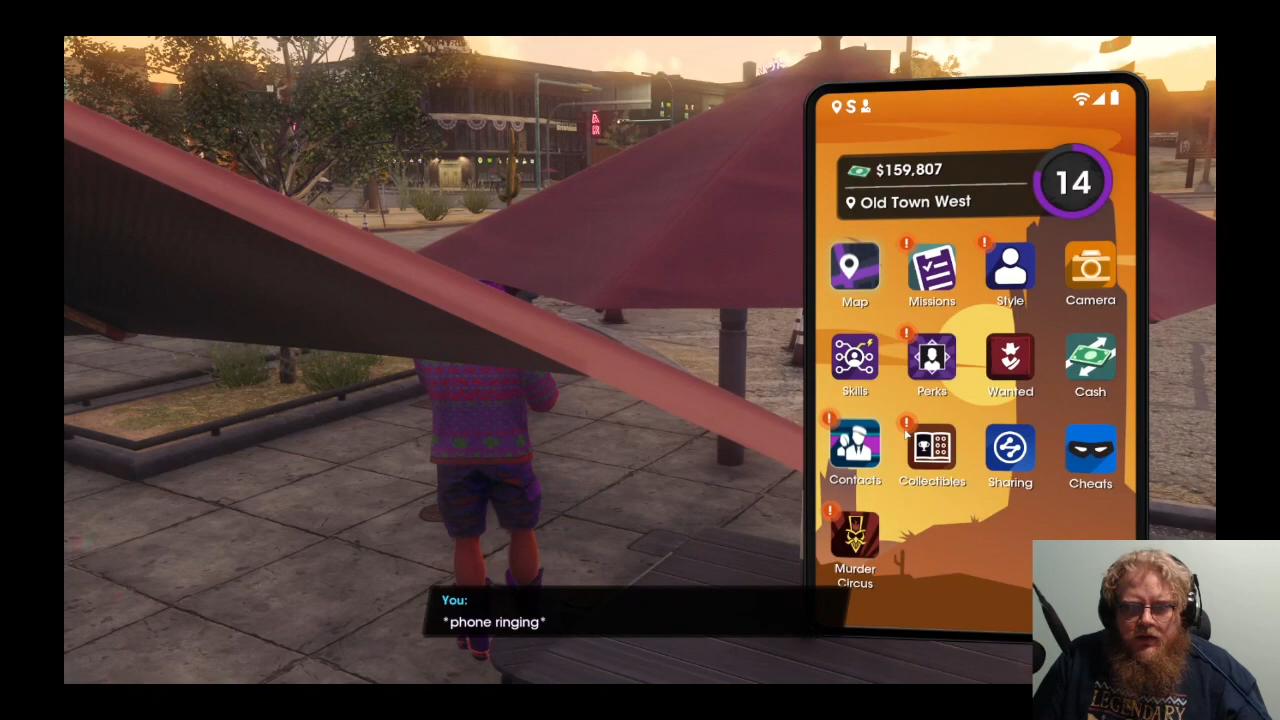 S
$159,807
14
Old Town West
Map
Missions
Style
Camera
Skills
Perks
Wanted
Cash
Contacts
Collectibles
Sharing
Cheats
Murder
Circus
You:
*phone ringing*
BAR
LEGENDARY